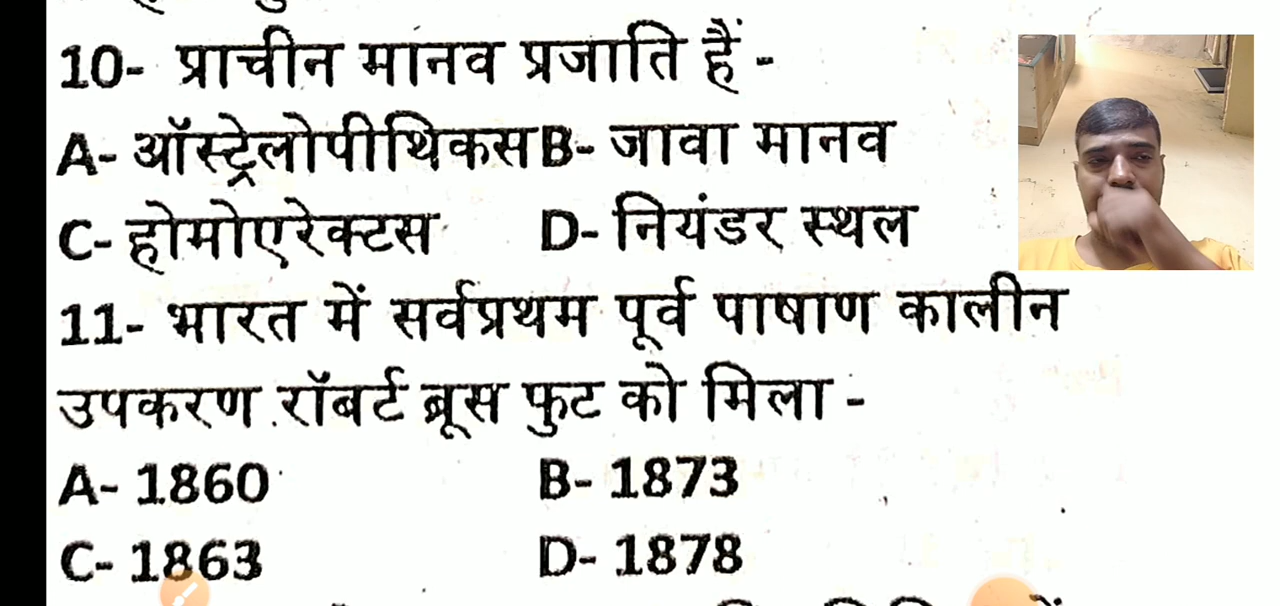 10- प्राचीन मानव प्रजाति हैं -
A- ऑस्ट्रेलोपीथिकस B- जावा मानव
C- होमोएरेक्टस D- नियंडर स्थल
11- भारत में सर्वप्रथम पूर्व पाषाण कालीन
उपकरण रॉबर्ट ब्रूस फुट को मिला -
A- 1860 B- 1873
C- 1863 D- 1878